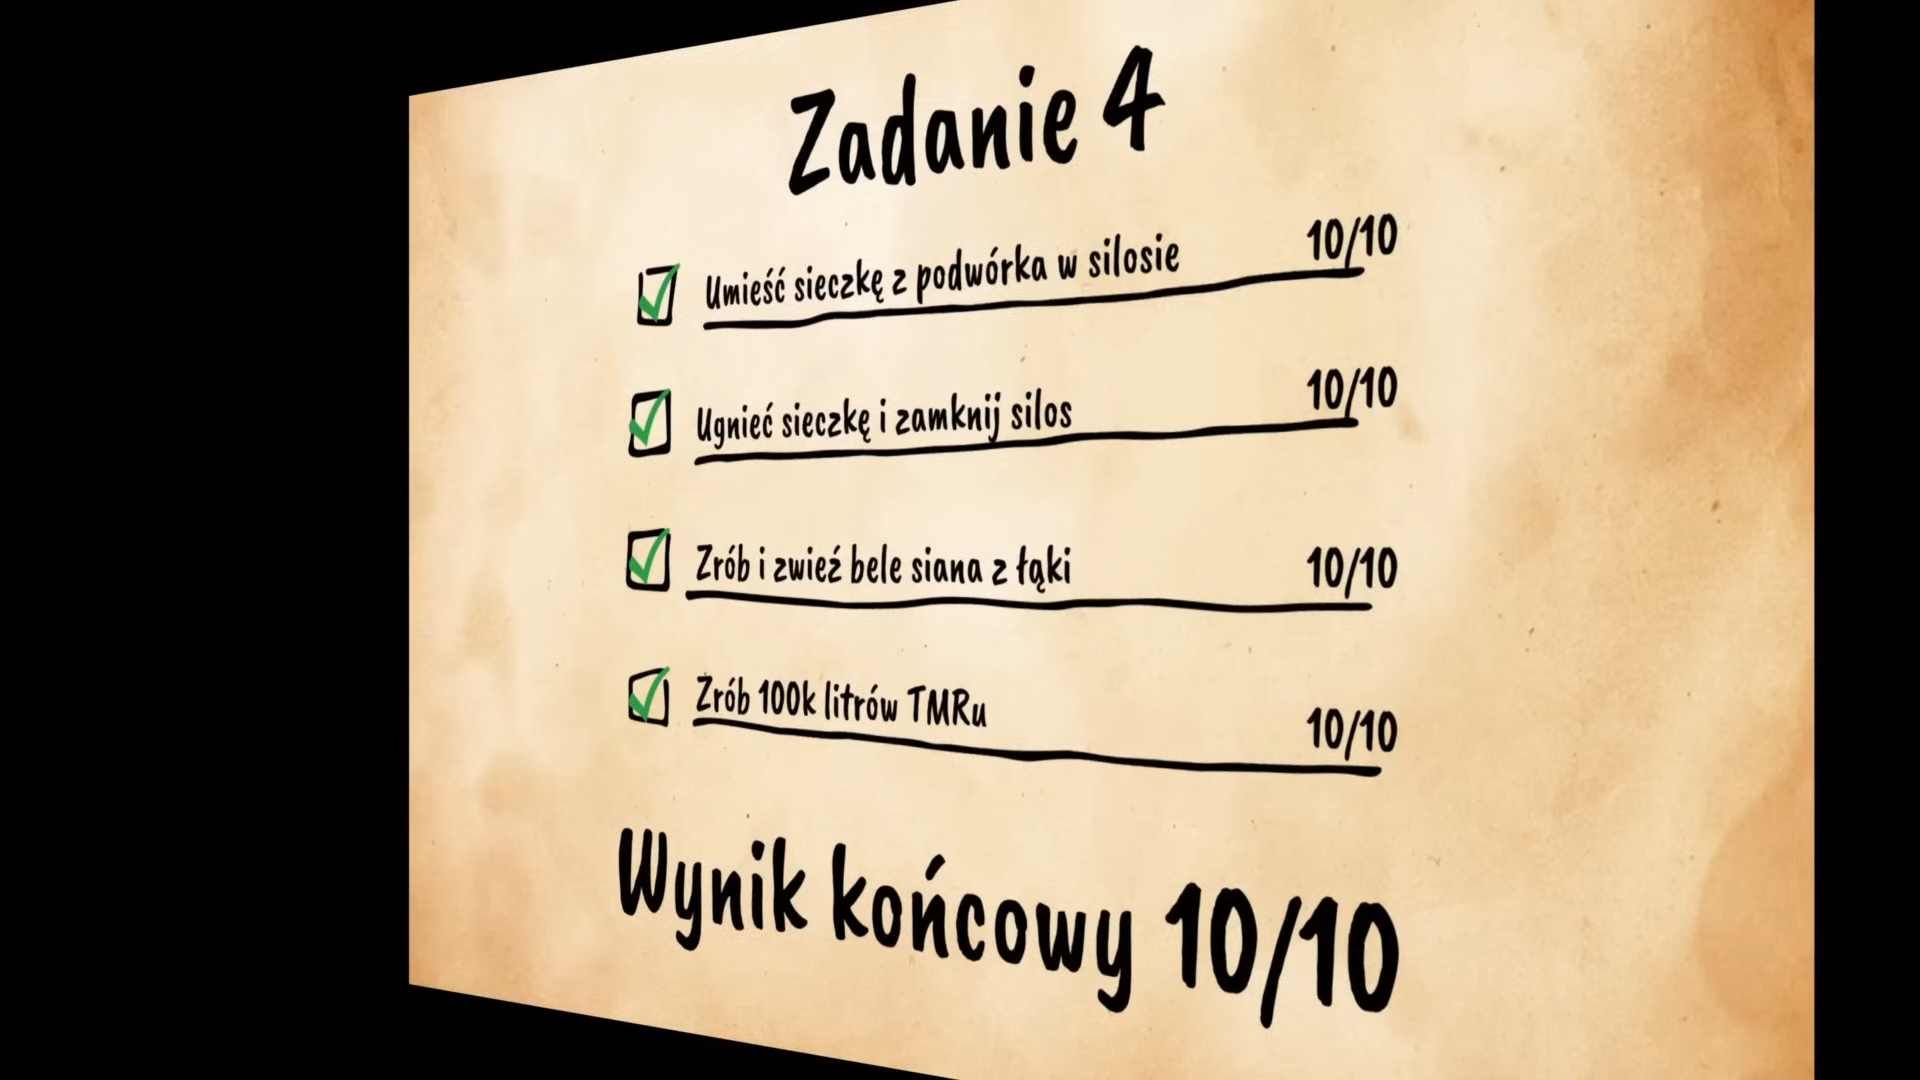 Zadanie 4
Umieść sieczkę z podwórka w silosie 10/10
Ugnieć sieczkę i zamknij silos 10/10
Zrób i zwieź bele siana z łąki 10/10
Zrób 100k litrów TMRu 10/10
Wynik końcowy 10/10